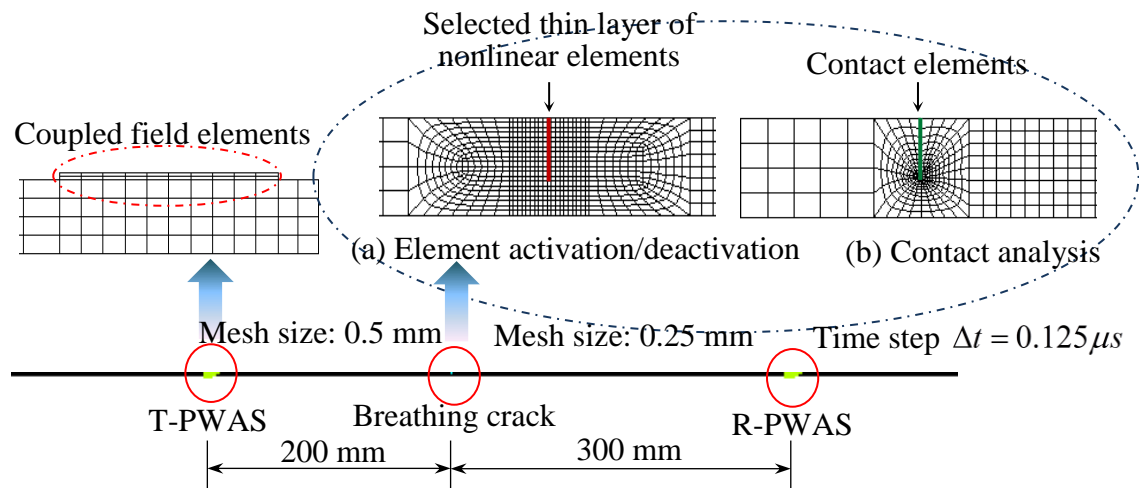 Selected thin layer of
nonlinear elements
Contact elements
Coupled field elements
(a) Element activation/deactivation
(b) Contact analysis
Mesh size: 0.5 mm
Mesh size: 0.25 mm
Time step Δt = 0.125μs
T-PWAS
Breathing crack
R-PWAS
200 mm
300 mm